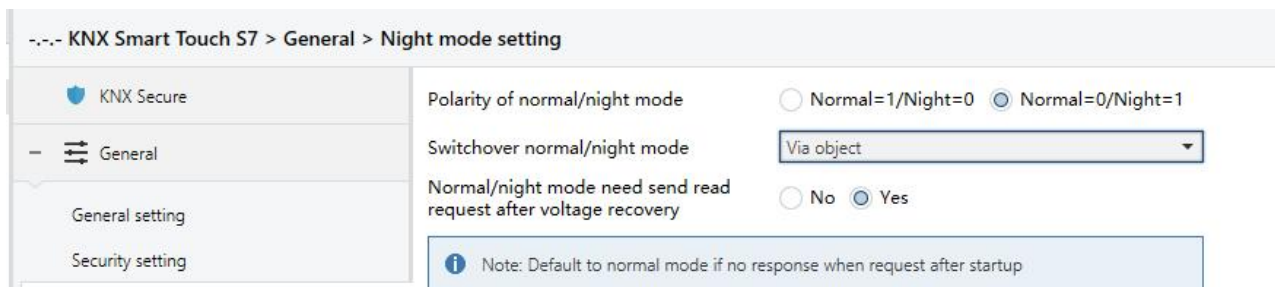 -.-.- KNX Smart Touch S7 > General > Night mode setting
KNX Secure
General
General setting
Security setting
Polarity of normal/night mode
Normal=1/Night=0
Normal=0/Night=1
Switchover normal/night mode
Via object
Normal/night mode need send read
request after voltage recovery
No
Yes
Note: Default to normal mode if no response when request after startup